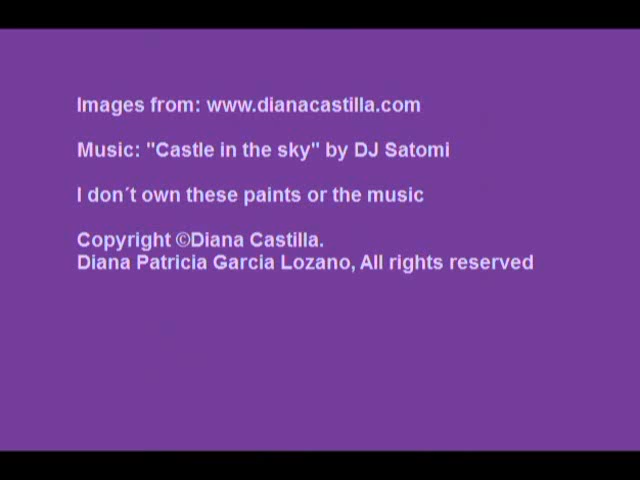 Images from: www.dianacastilla.com
Music: "Castle in the sky" by DJ Satomi
I don´t own these paints or the music
Copyright ©Diana Castilla.
Diana Patricia Garcia Lozano, All rights reserved